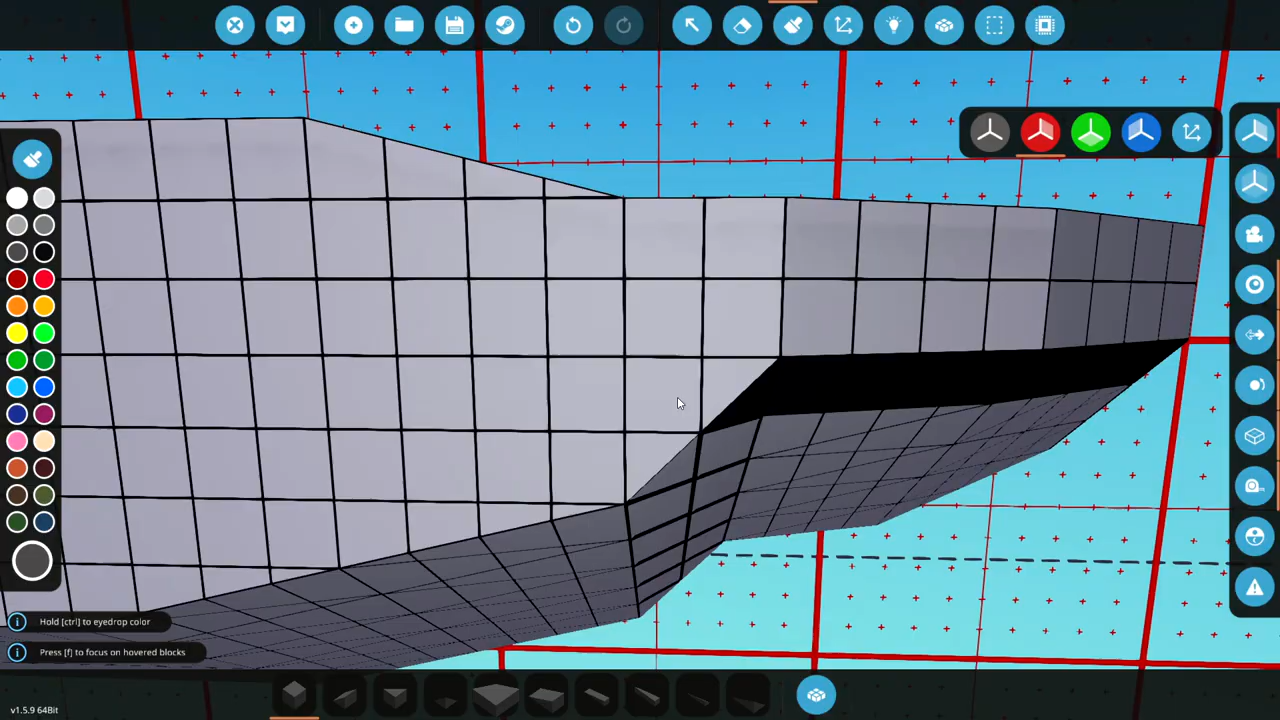 Hold [ctrl] to eyedrop color
Press [f] to focus on hovered blocks
v1.5.9 64Bit